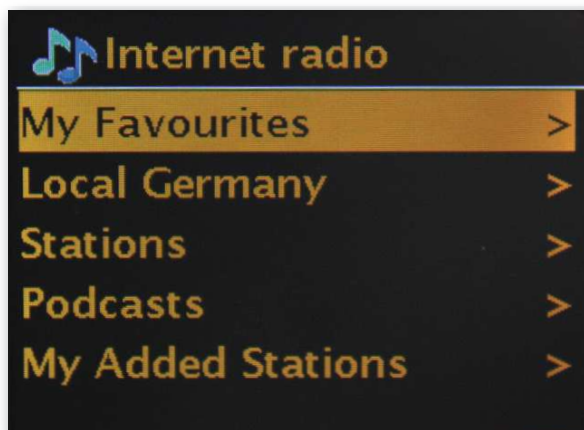 Internet radio
My Favourites >
Local Germany >
Stations >
Podcasts >
My Added Stations >